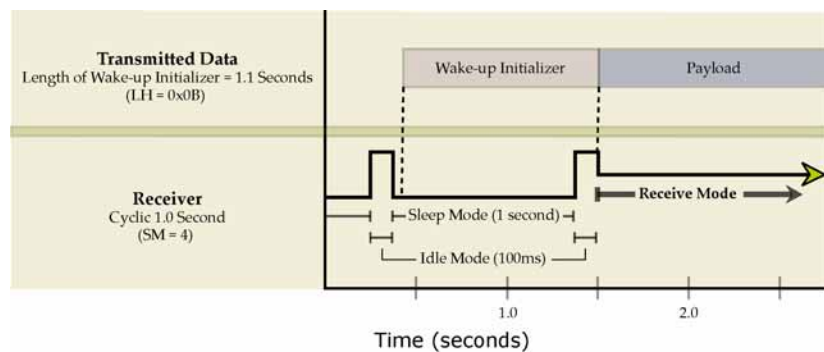 Transmitted Data
Length of Wake-up Initializer = 1.1 Seconds
(LH = 0x0B)
Wake-up Initializer
Payload
Receiver
Cyclic 1.0 Second
(SM = 4)
Receive Mode
Sleep Mode (1 second)
Idle Mode (100ms)
1.0
2.0
Time (seconds)